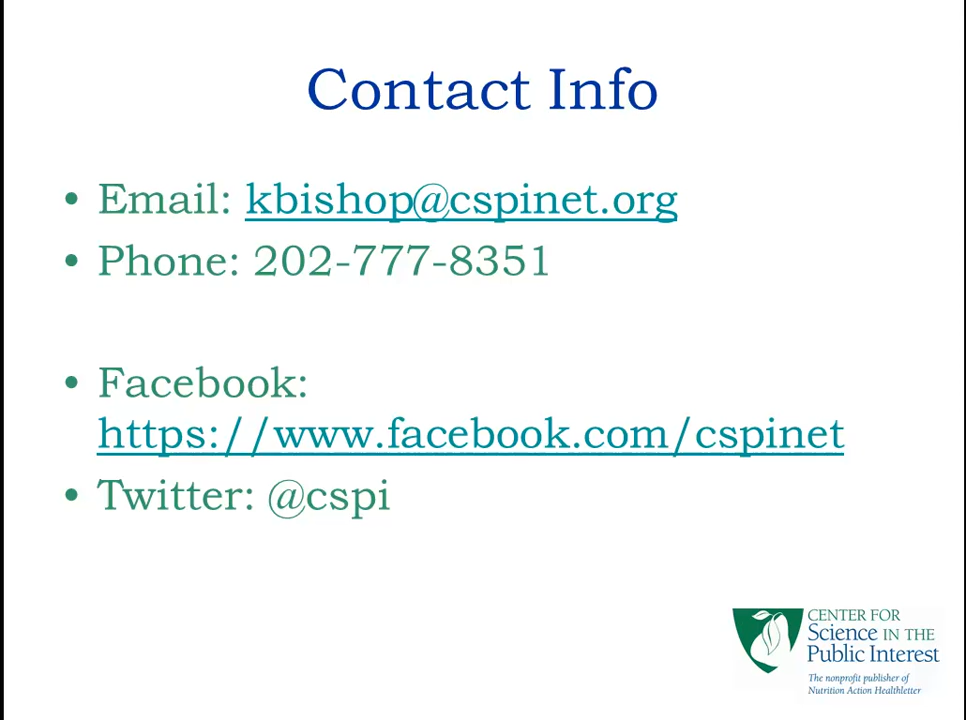 Contact Info
• Email: kbishop@cspinet.org
• Phone: 202-777-8351
• Facebook:
https://www.facebook.com/cspinet
• Twitter: @cspi
CENTER FOR
Science IN THE
Public Interest
The nonprofit publisher of
Nutrition Action Healthletter